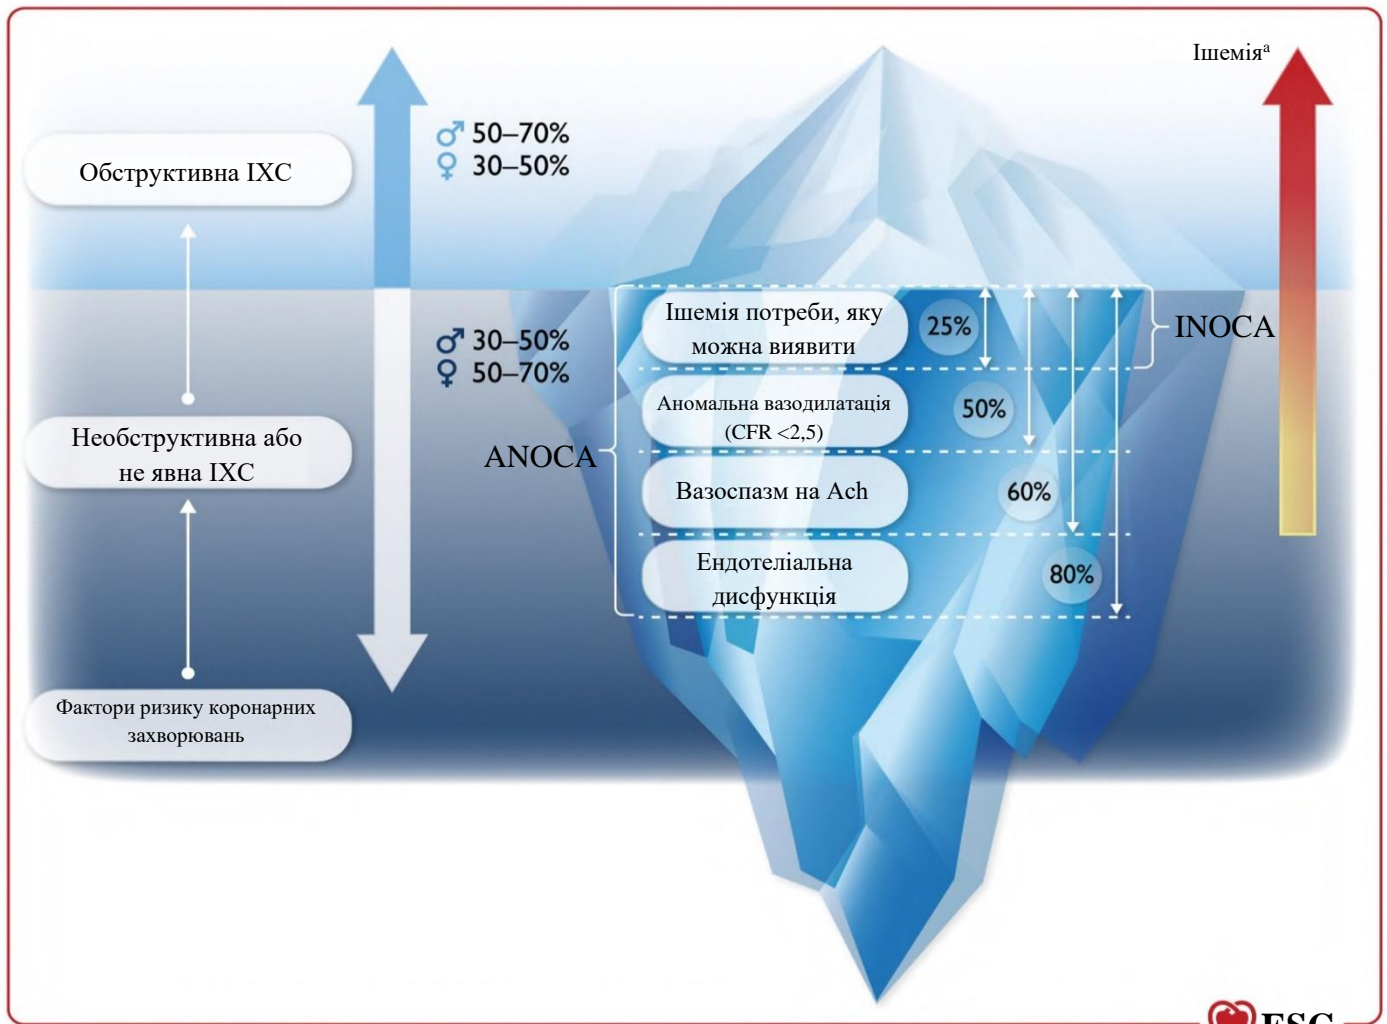 Ішеміяᵃ
♂ 50–70%
♀ 30–50%
Обструктивна ІХС
♂ 30–50%
♀ 50–70%
Ішемія потреби, яку
можна виявити
25%
INOCA
Аномальна вазодилатація
(CFR <2,5)
50%
Необструктивна або
не явна ІХС
ANOCA
Вазоспазм на Ach
60%
Ендотеліальна
дисфункція
80%
Фактори ризику коронарних
захворювань
ESC